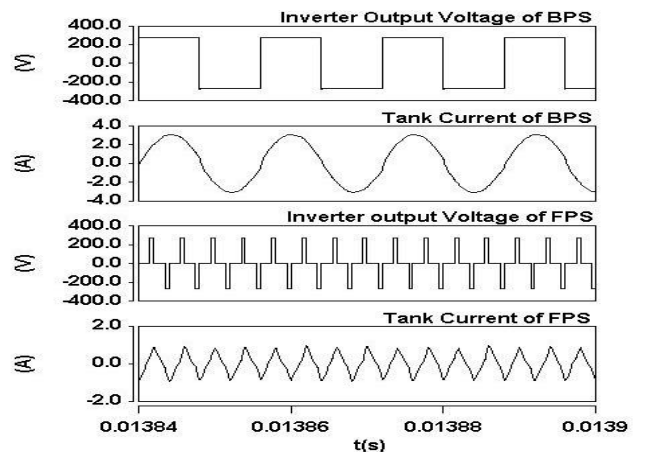 Inverter Output Voltage of BPS
400.0
200.0
(V)
0.0
-200.0
-400.0
Tank Current of BPS
4.0
2.0
(A)
0.0
-2.0
-4.0
Inverter output Voltage of FPS
400.0
200.0
(V)
0.0
-200.0
-400.0
Tank Current of FPS
2.0
(A)
0.0
-2.0
0.01384
0.01386
0.01388
0.0139
t(s)